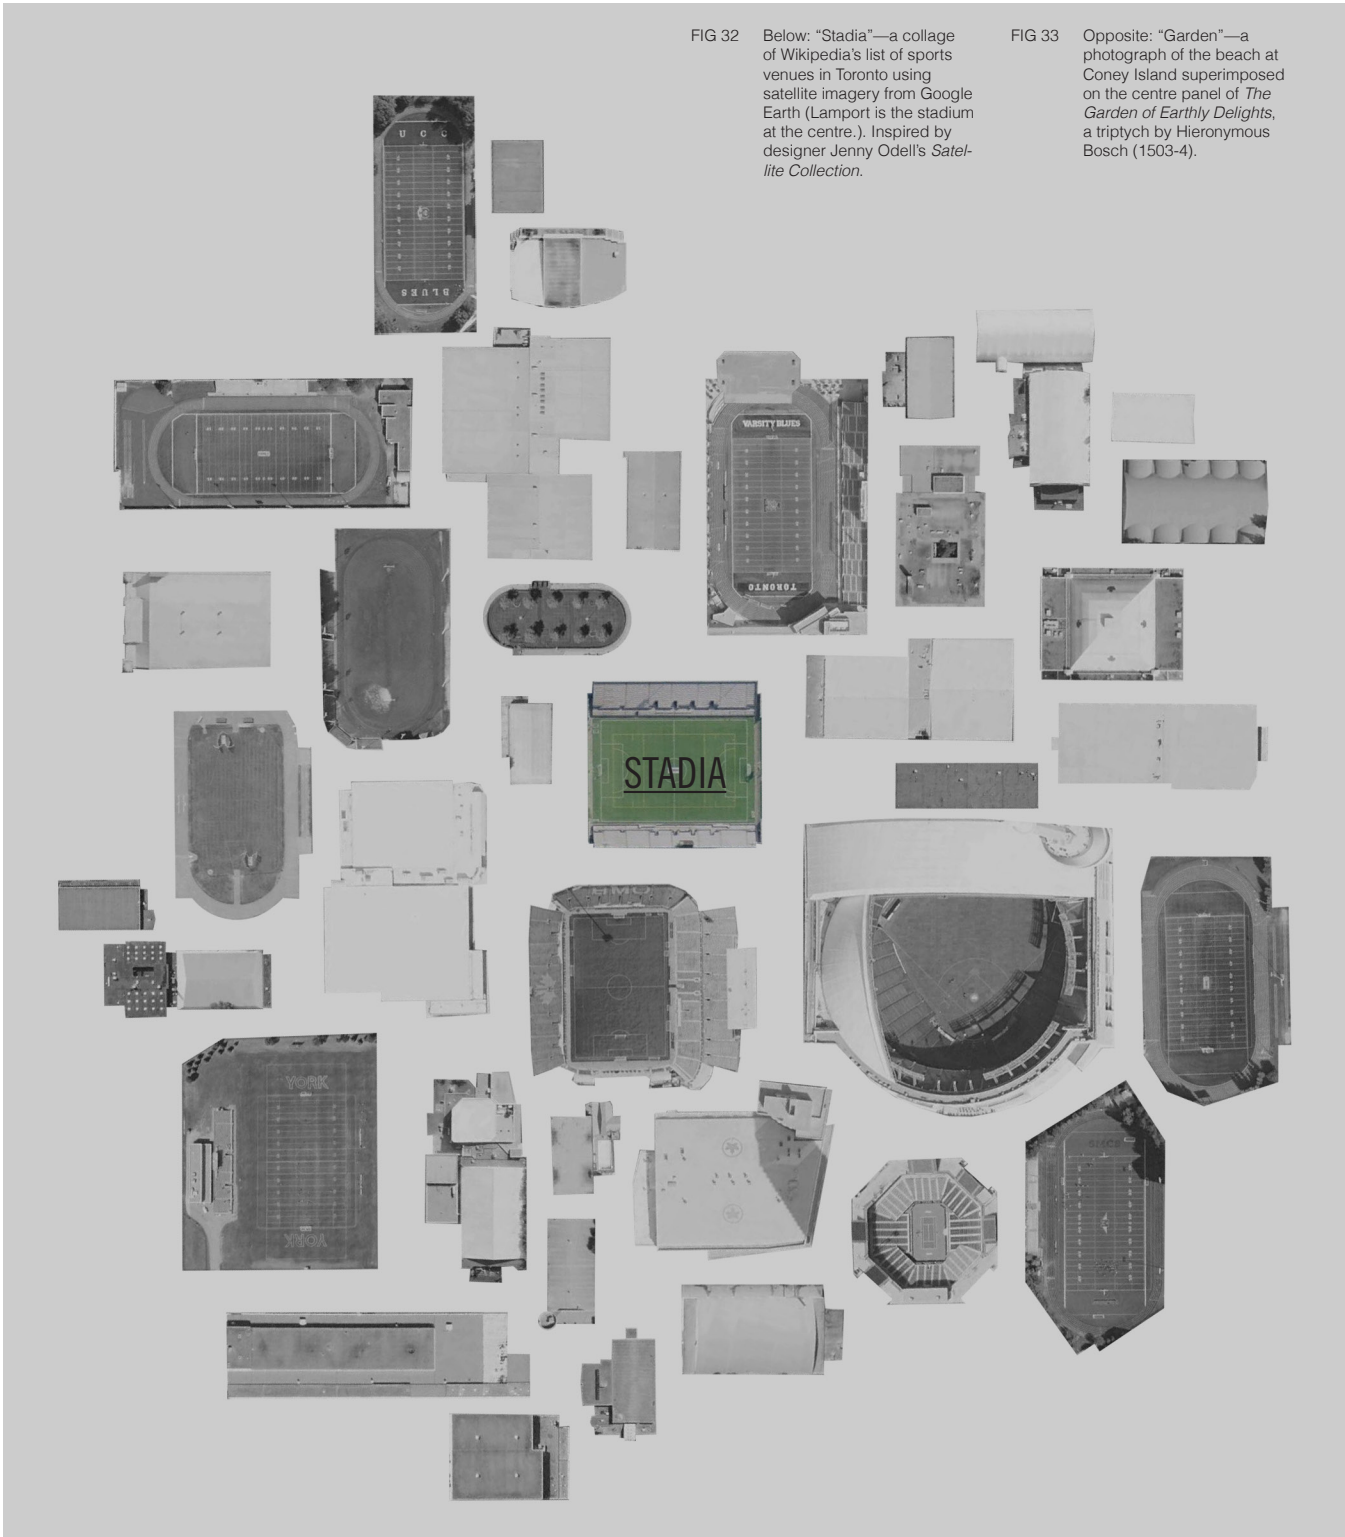 FIG 32
Below: “Stadia”—a collage
of Wikipedia’s list of sports
venues in Toronto using
satellite imagery from Google
Earth (Lamport is the stadium
at the centre.). Inspired by
designer Jenny Odell’s Satel-
lite Collection.
FIG 33
Opposite: “Garden”—a
photograph of the beach at
Coney Island superimposed
on the centre panel of The
Garden of Earthly Delights,
a triptych by Hieronymous
Bosch (1503-4).
U C C
BLUES
VARSITY BLUES
TORONTO
STADIA
BMO
YORK
YORK